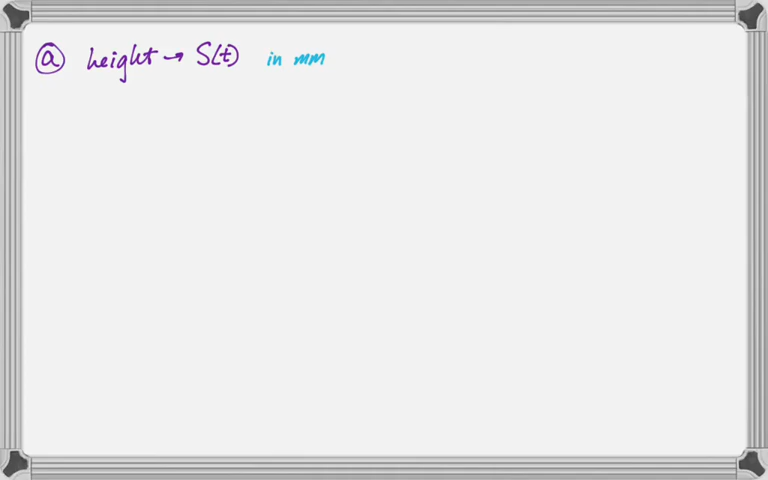 ⓐ height → S(t) in mm